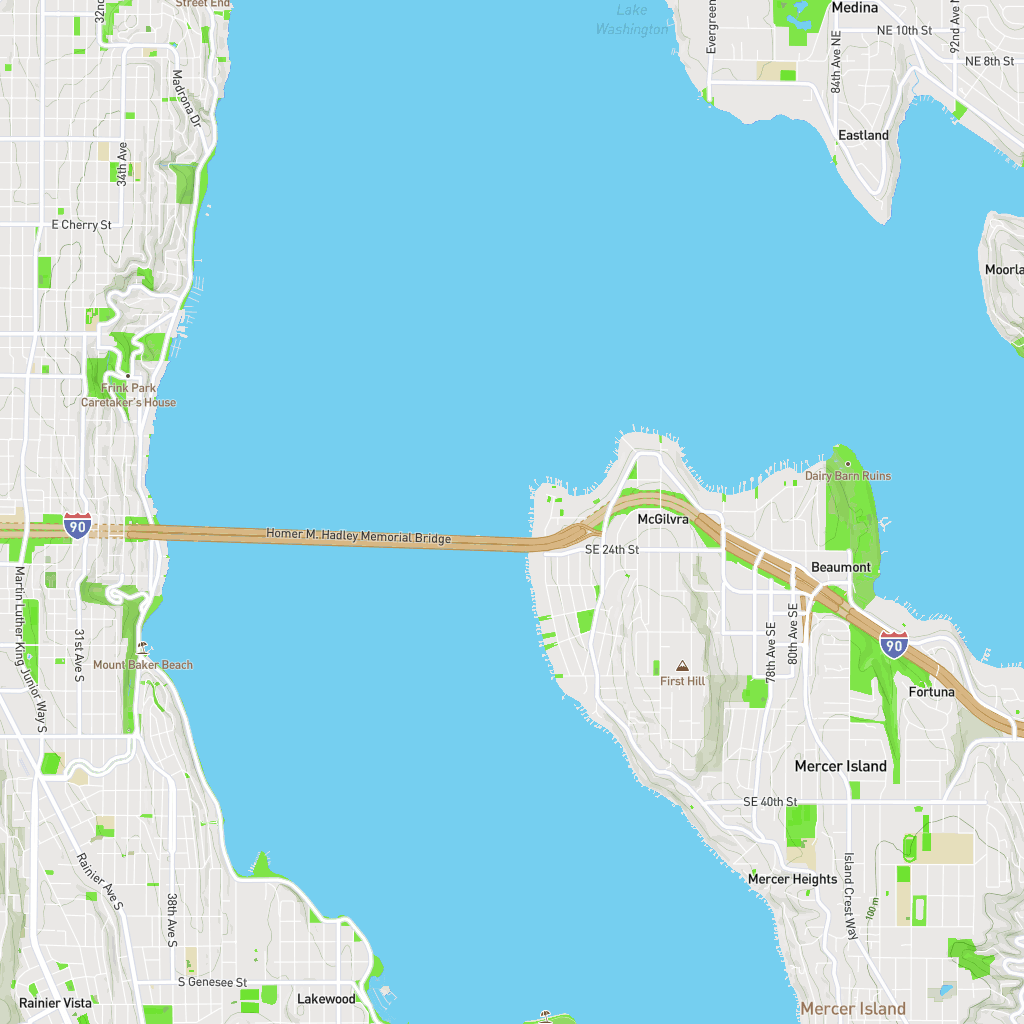 Street End
32nd
Lake
Washington
Evergreen
Medina
NE 10th St
92nd Ave N
NE 8th St
84th Ave NE
Madrona Dr
Eastland
34th Ave
E Cherry St
Moorla
Frink Park
Caretaker's House
Dairy Barn Ruins
90
Homer M. Hadley Memorial Bridge
McGilvra
SE 24th St
Beaumont
Martin Luther King Junior Way S
31st Ave S
78th Ave SE
80th Ave SE
90
Mount Baker Beach
First Hill
Fortuna
Mercer Island
SE 40th St
Rainier Ave S
38th Ave S
Mercer Heights
Island Crest Way
100 m
S Genesee St
Rainier Vista
Lakewood
Mercer Island